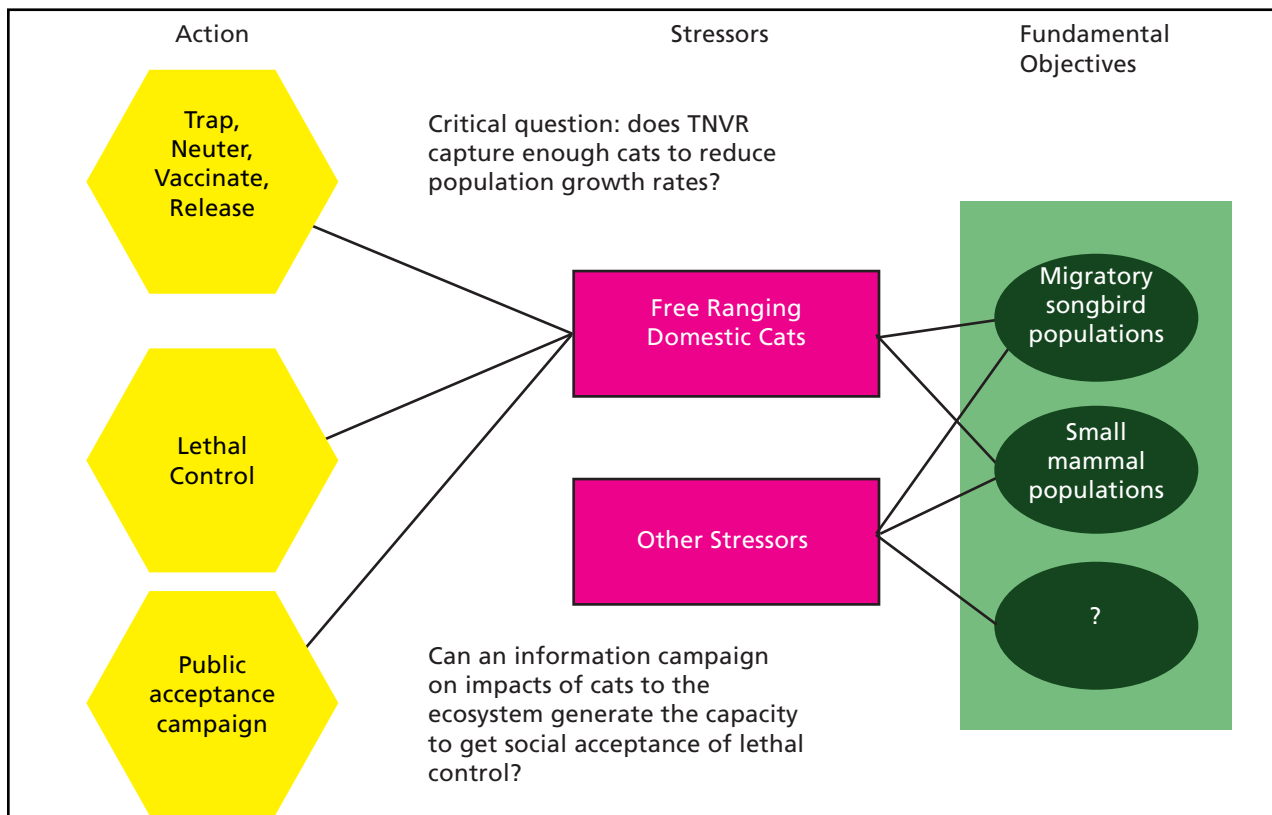 Action
Stressors
Fundamental
Objectives
Trap,
Neuter,
Vaccinate,
Release
Critical question: does TNVR
capture enough cats to reduce
population growth rates?
Free Ranging
Domestic Cats
Migratory
songbird
populations
Lethal
Control
Small
mammal
populations
Other Stressors
?
Public
acceptance
campaign
Can an information campaign
on impacts of cats to the
ecosystem generate the capacity
to get social acceptance of lethal
control?